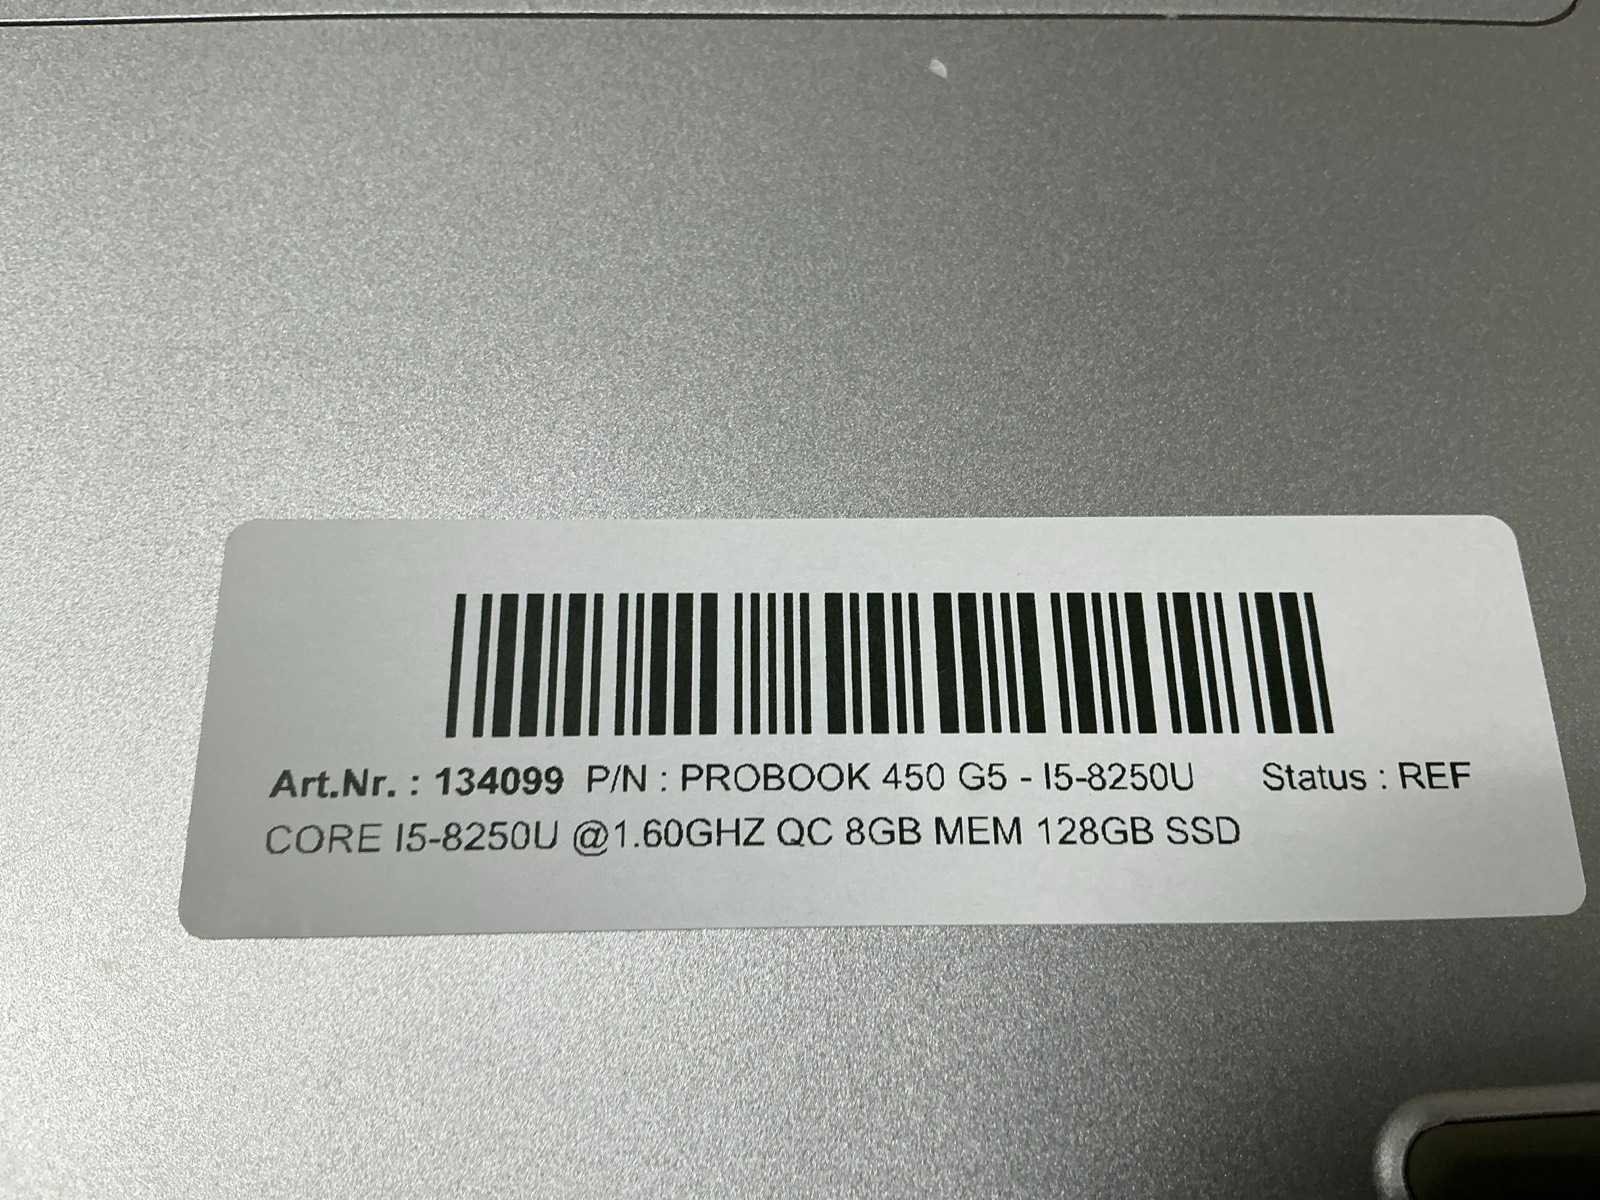 Art.Nr. : 134099 P/N : PROBOOK 450 G5 - I5-8250U Status : REF
CORE I5-8250U @1.60GHZ QC 8GB MEM 128GB SSD